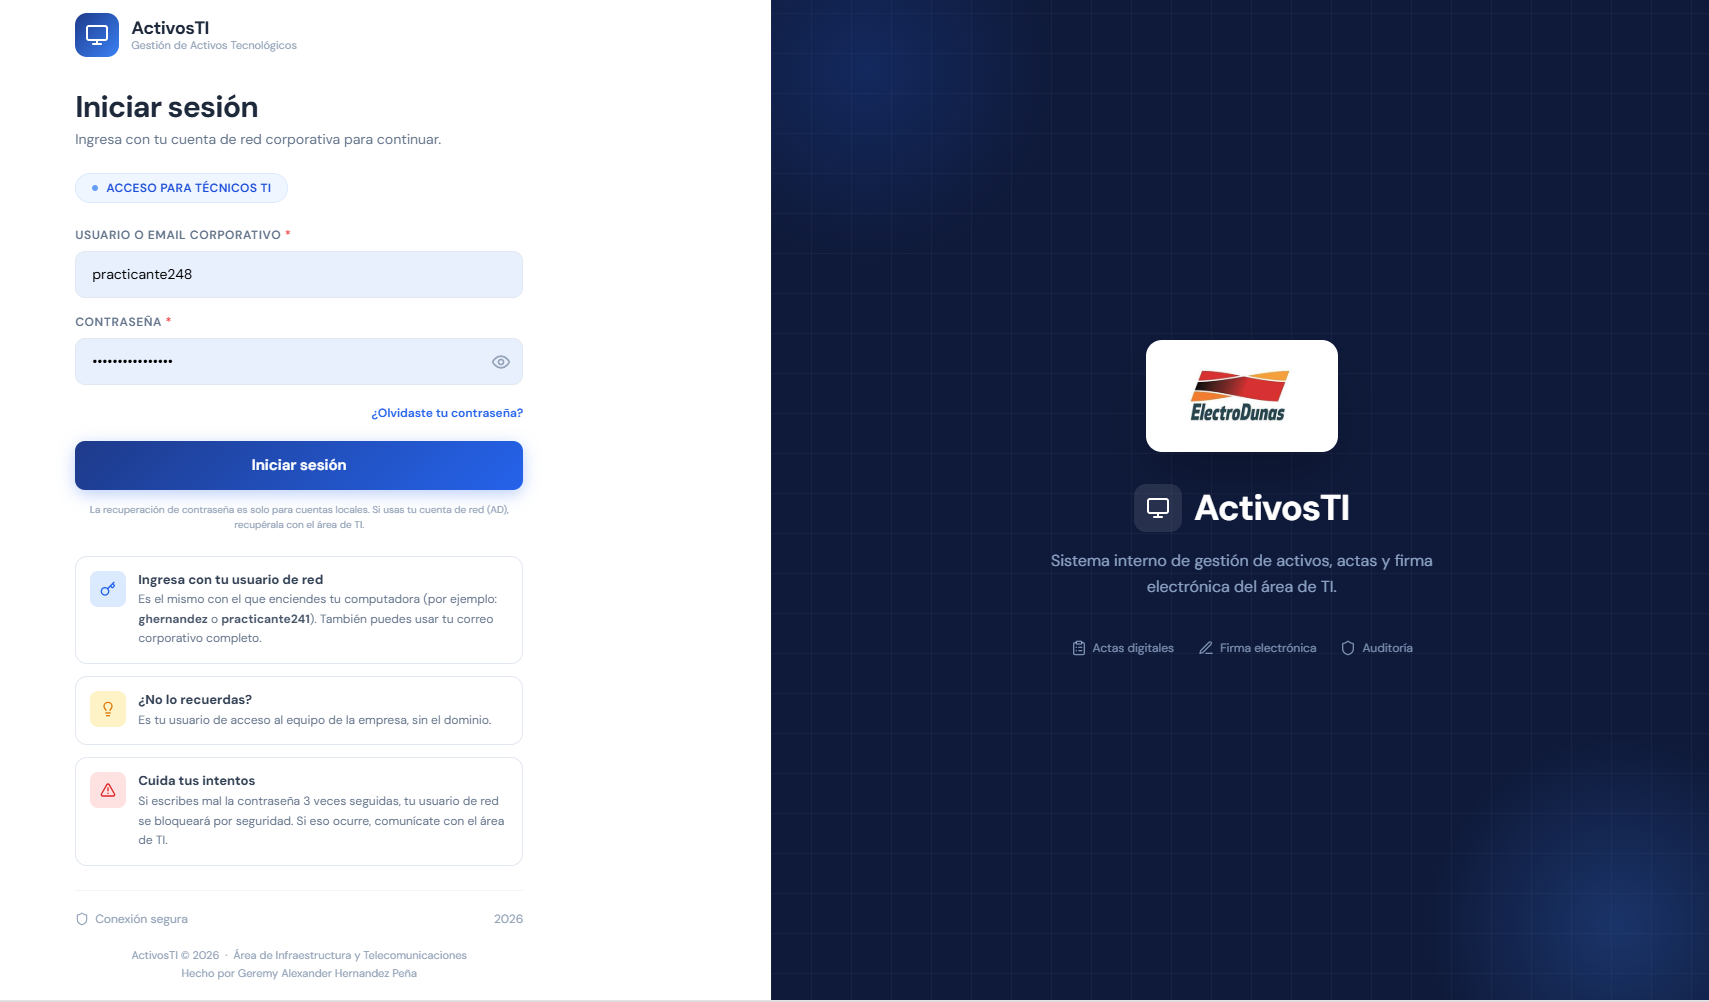 ActivosTI
Gestión de Activos Tecnológicos
Iniciar sesión
Ingresa con tu cuenta de red corporativa para continuar.
ACCESO PARA TÉCNICOS TI
USUARIO O EMAIL CORPORATIVO *
practicante248
CONTRASEÑA *
••••••••••••••••
¿Olvidaste tu contraseña?
Iniciar sesión
La recuperación de contraseña es solo para cuentas locales. Si usas tu cuenta de red (AD),
recupérala con el área de TI.
Ingresa con tu usuario de red
Es el mismo con el que enciendes tu computadora (por ejemplo:
ghernandez o practicante241). También puedes usar tu correo
corporativo completo.
¿No lo recuerdas?
Es tu usuario de acceso al equipo de la empresa, sin el dominio.
Cuida tus intentos
Si escribes mal la contraseña 3 veces seguidas, tu usuario de red
se bloqueará por seguridad. Si eso ocurre, comunícate con el área
de TI.
Conexión segura
2026
ActivosTI © 2026 · Área de Infraestructura y Telecomunicaciones
Hecho por Geremy Alexander Hernandez Peña
ElectroDunas
ActivosTI
Sistema interno de gestión de activos, actas y firma
electrónica del área de TI.
Actas digitales
Firma electrónica
Auditoría